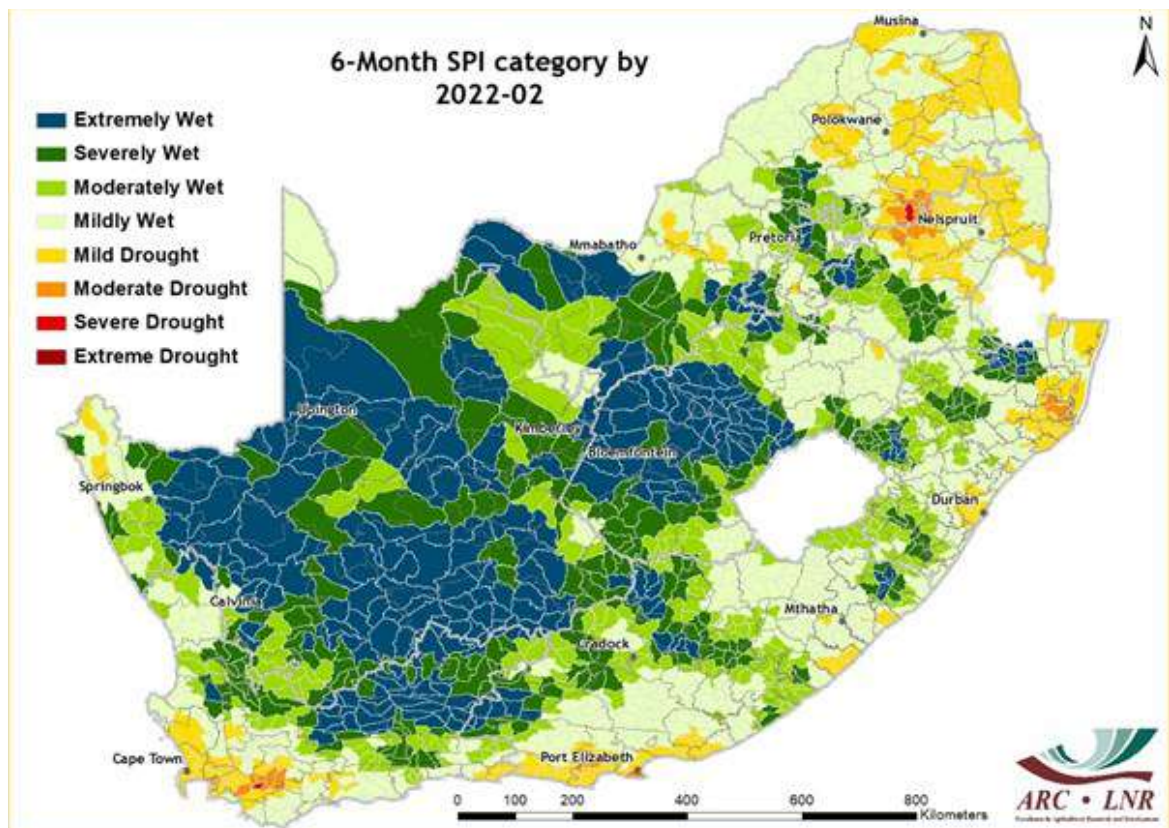 6-Month SPI category by
2022-02
N
Extremely Wet
Severely Wet
Moderately Wet
Mildly Wet
Mild Drought
Moderate Drought
Severe Drought
Extreme Drought
Musina
Polokwane
Nelspruit
Pretoria
Mmabatho
Upington
Kimberley
Bloemfontein
Springbok
Durban
Calvinia
Mthatha
Cradock
Cape Town
Port Elizabeth
0 100 200 400 600 800
Kilometers
ARC • LNR